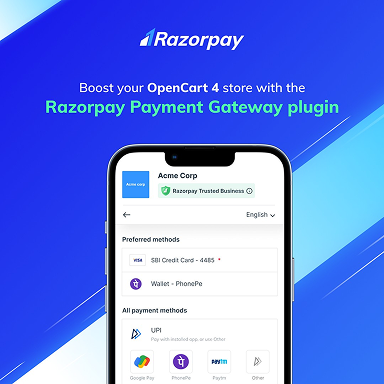 Razorpay
Boost your OpenCart 4 store with the
Razorpay Payment Gateway plugin
Acme corp
Acme Corp
Razorpay Trusted Business
English
Preferred methods
VISA SBI Credit Card - 4485 *
Wallet - PhonePe
All payment methods
UPI
Pay with installed app, or use Other
paytm
Google Pay PhonePe Paytm Other